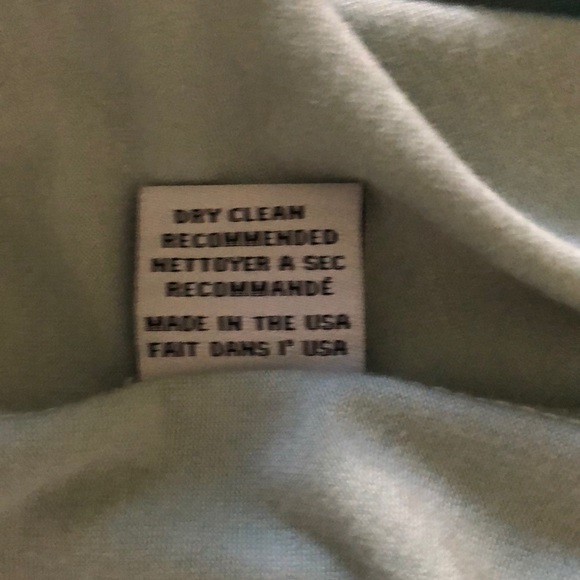 DRY CLEAN
RECOMMENDED
NETTOYER A SEC
RECOMMANDÉ
MADE IN THE USA
FAIT DANS l' USA